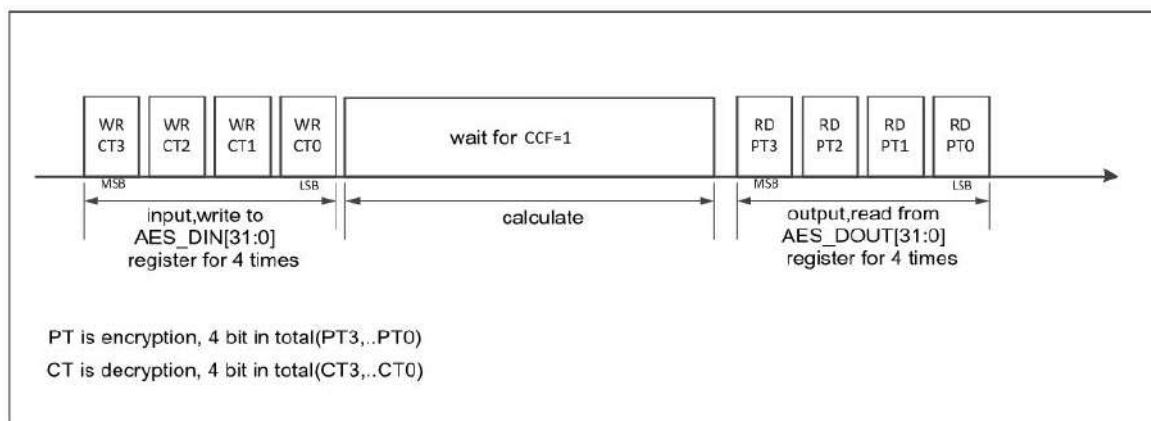 WR CT3
WR CT2
WR CT1
WR CT0
wait for CCF=1
RD PT3
RD PT2
RD PT1
RD PT0
MSB
LSB
MSB
LSB
input,write to
AES_DIN[31:0]
register for 4 times
calculate
output,read from
AES_DOUT[31:0]
register for 4 times
PT is encryption, 4 bit in total(PT3,..PT0)
CT is decryption, 4 bit in total(CT3,..CT0)